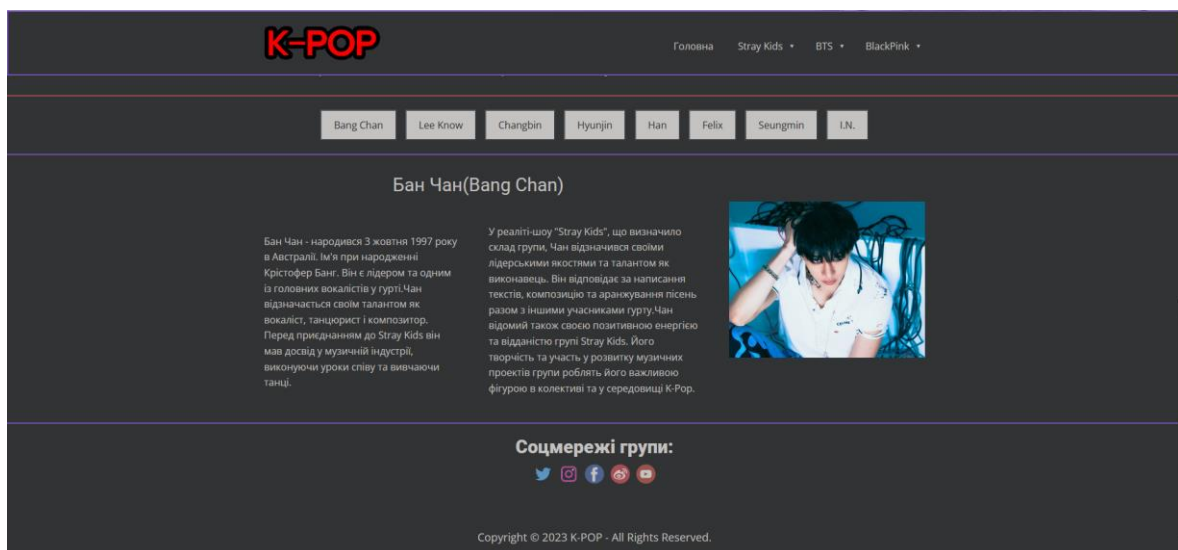 K-POP
Головна Stray Kids BTS BlackPink
Bang Chan Lee Know Changbin Hyunjin Han Felix Seungmin I.N.
Бан Чан(Bang Chan)
Бан Чан - народився 3 жовтня 1997 року
в Австралії. Ім'я при народженні
Крістофер Банг. Він є лідером та одним
із головних вокалістів у гурті.Чан
відзначається своїм талантом як
вокаліст, танцюрист і композитор.
Перед приєднанням до Stray Kids він
мав досвід у музичній індустрії,
виконуючи уроки співу та вивчаючи
танці.
У реаліті-шоу "Stray Kids", що визначило
склад групи, Чан відзначився своїми
лідерськими якостями та талантом як
виконавець. Він відповідає за написання
текстів, композицію та аранжування пісень
разом з іншими учасниками гурту.Чан
відомий також своєю позитивною енергією
та відданістю групі Stray Kids. Його
творчість та участь у розвитку музичних
проектів групи роблять його важливою
фігурою в колективі та у середовищі K-Pop.
Соцмережі групи:
Copyright © 2023 K-POP - All Rights Reserved.